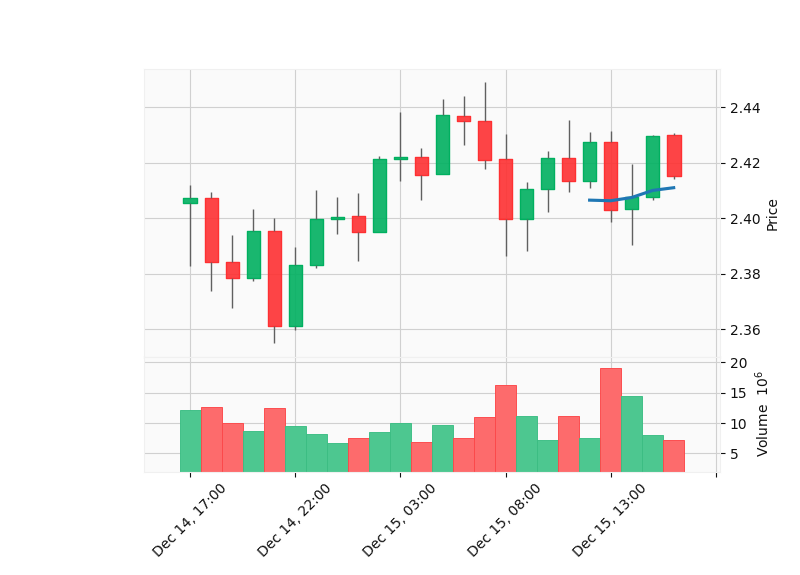 2.44
2.42
2.40
2.38
2.36
Price
20
15
10
5
Volume 10^6
Dec 14, 17:00
Dec 14, 22:00
Dec 15, 03:00
Dec 15, 08:00
Dec 15, 13:00